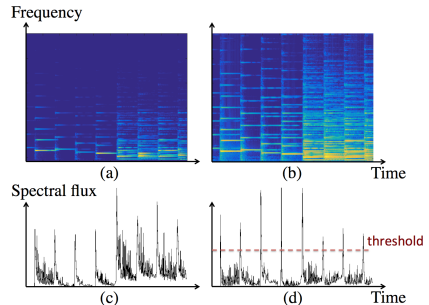 Frequency
(a)
(b)
Time
Spectral flux
threshold
(c)
(d)
Time